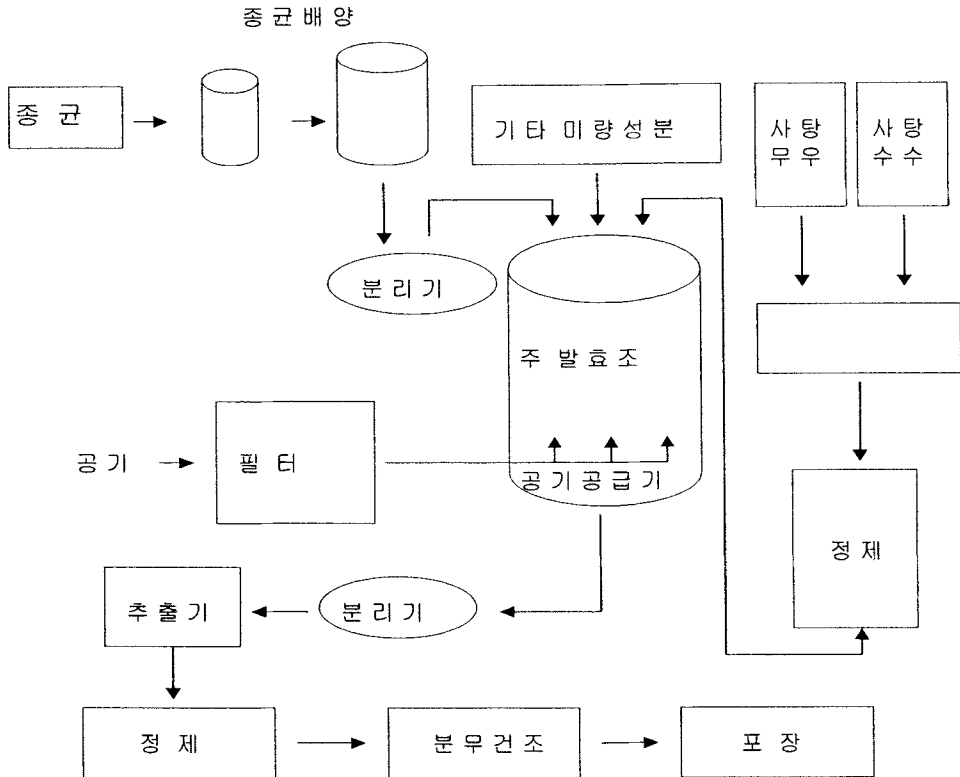 종균배양
종 균
기타 미량성분
사탕
무우
사탕
수수
분리기
주 발효조
공기
필 터
공기공급기
정 제
추출기
분리기
정 제
분무건조
포 장